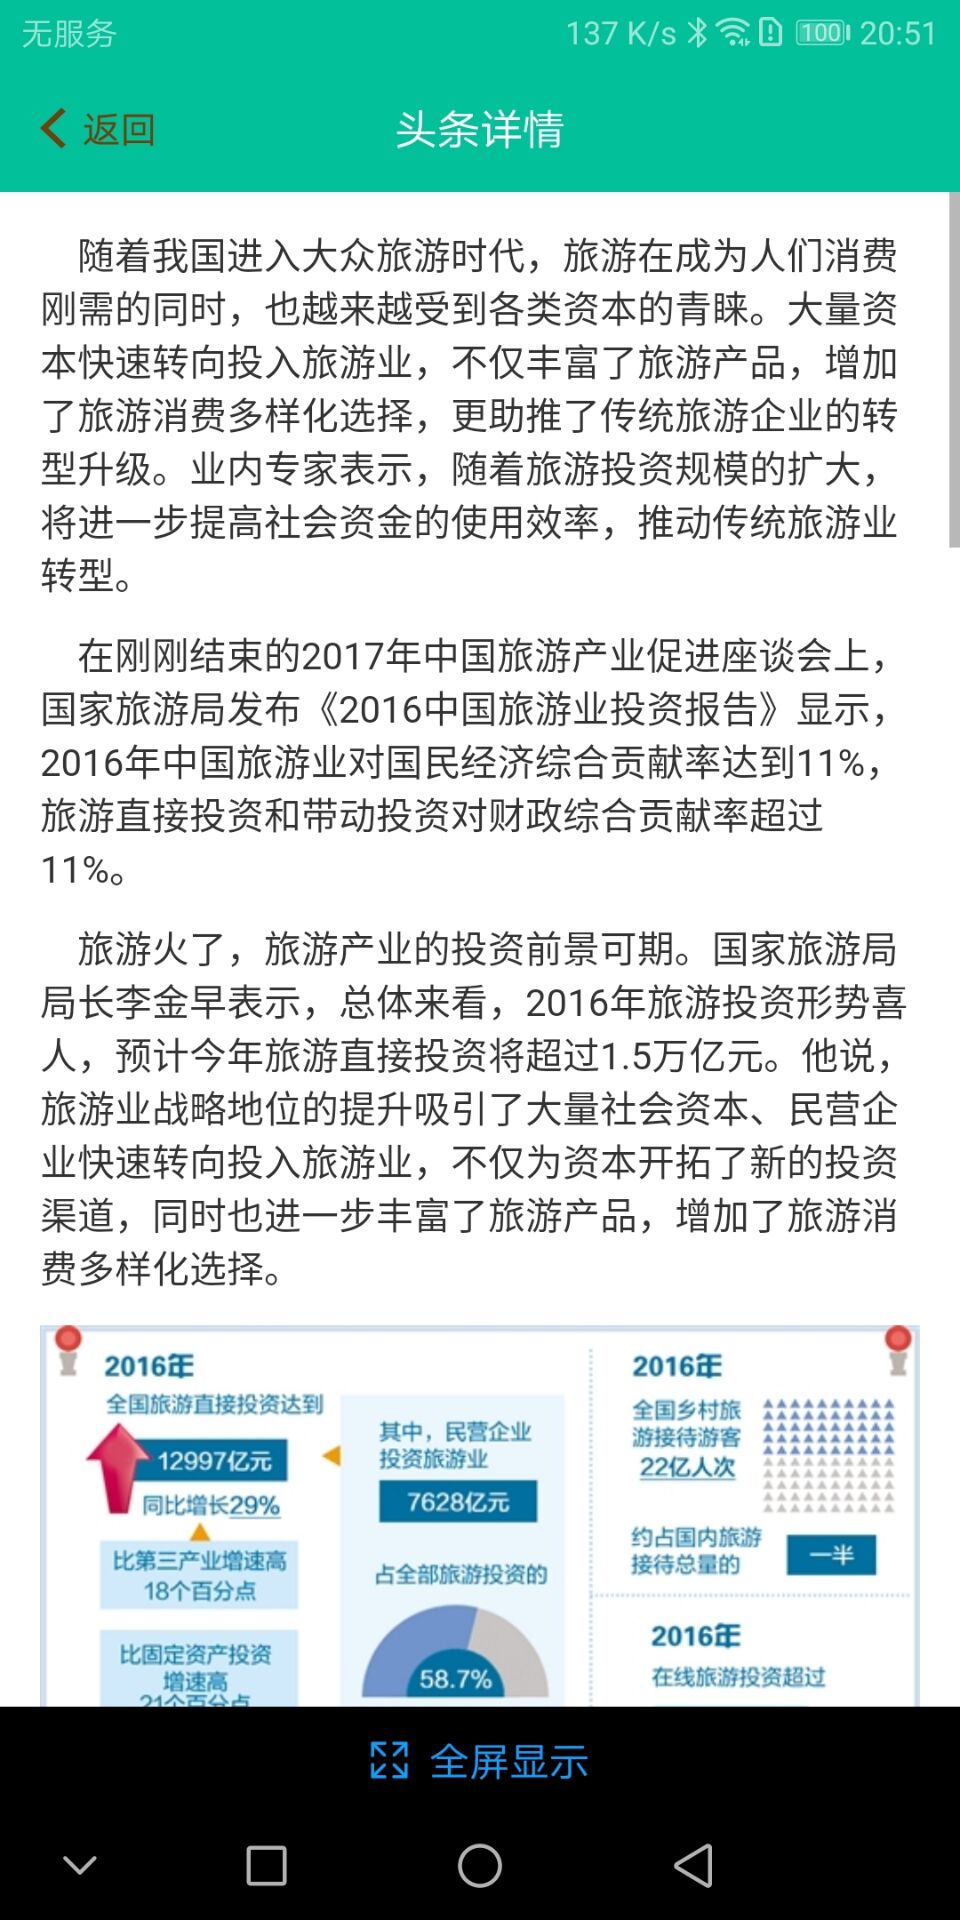 无服务 137 K/s 100 20:51
返回 头条详情
随着我国进入大众旅游时代，旅游在成为人们消费
刚需的同时，也越来越受到各类资本的青睐。大量资
本快速转向投入旅游业，不仅丰富了旅游产品，增加
了旅游消费多样化选择，更助推了传统旅游企业的转
型升级。业内专家表示，随着旅游投资规模的扩大，
将进一步提高社会资金的使用效率，推动传统旅游业
转型。
在刚刚结束的2017年中国旅游产业促进座谈会上，
国家旅游局发布《2016中国旅游业投资报告》显示，
2016年中国旅游业对国民经济综合贡献率达到11%，
旅游直接投资和带动投资对财政综合贡献率超过
11%。
旅游火了，旅游产业的投资前景可期。国家旅游局
局长李金早表示，总体来看，2016年旅游投资形势喜
人，预计今年旅游直接投资将超过1.5万亿元。他说，
旅游业战略地位的提升吸引了大量社会资本、民营企
业快速转向投入旅游业，不仅为资本开拓了新的投资
渠道，同时也进一步丰富了旅游产品，增加了旅游消
费多样化选择。
2016年
全国旅游直接投资达到
12997亿元
同比增长29%
比第三产业增速高
18个百分点
比固定资产投资
增速高
21个百分点
其中，民营企业
投资旅游业
7628亿元
占全部旅游投资的
58.7%
2016年
全国乡村旅
游接待游客
22亿人次
约占国内旅游
接待总量的
一半
2016年
在线旅游投资超过
全屏显示